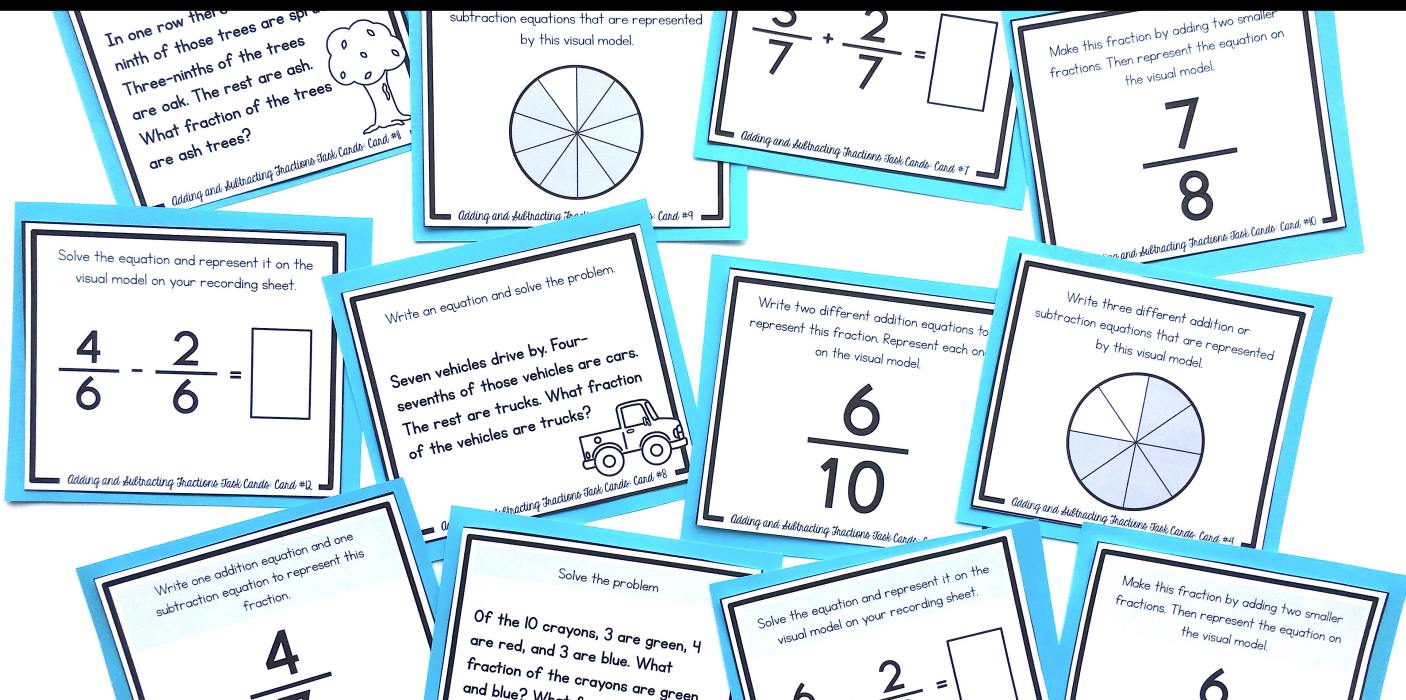 In one row there
ninth of those trees are
Three-ninths of the trees
are oak. The rest are ash.
What fraction of the trees
are ash trees?
Adding and Subtracting Fractions Task Cards: Card
subtraction equations that are represented
by this visual model.
Adding and Subtracting
Card #9
3/7 + 2/7 =
Adding and Subtracting Fractions Task Cards: Card #7
Make this fraction by adding two smaller
fractions. Then represent the equation on
the visual model.
7
8
and Subtracting Fractions Task Cards: Card #10
Solve the equation and represent it on the
visual model on your recording sheet.
4/6 - 2/6 =
Adding and Subtracting Fractions Task Cards: Card #12
Write an equation and solve the problem.
Seven vehicles drive by. Four-
sevenths of those vehicles are cars.
The rest are trucks. What fraction
of the vehicles are trucks?
Fractions Task Cards: Card #8
Write two different addition equations to
represent this fraction. Represent each
on the visual model.
6
10
Adding and Subtracting Fractions Task Cards:
Write three different addition or
subtraction equations that are represented
by this visual model.
Adding and Subtracting Fractions Task Cards: Card
Write one addition equation and one
subtraction equation to represent this
fraction.
4
Solve the problem
Of the 10 crayons, 3 are green, 4
are red, and 3 are blue. What
fraction of the crayons are green
and blue?
Solve the equation and represent it on the
visual model on your recording sheet.
6 2 =
Make this fraction by adding two smaller
fractions. Then represent the equation on
the visual model.
6